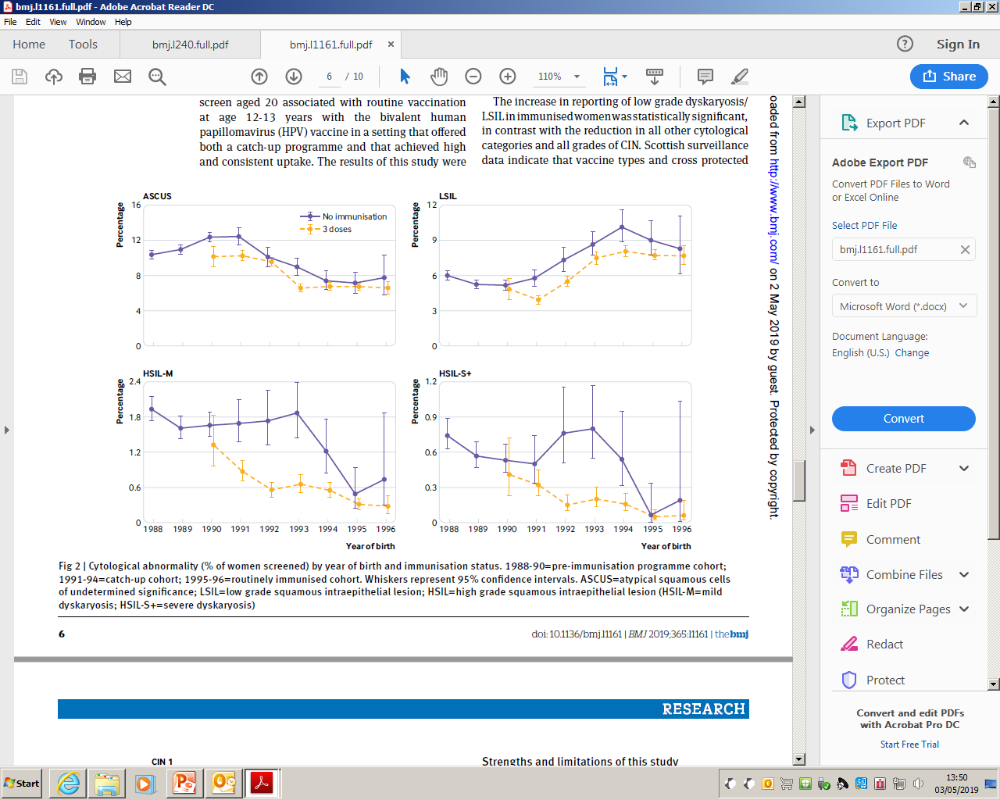 bmj.l1161.full.pdf - Adobe Acrobat Reader DC
File Edit View Window Help
Home Tools bmj.l240.full.pdf bmj.l1161.full.pdf ×
? Sign In
6 / 10 110% Share
screen aged 20 associated with routine vaccination
at age 12-13 years with the bivalent human
papillomavirus (HPV) vaccine in a setting that offered
both a catch-up programme and that achieved high
and consistent uptake. The results of this study were
The increase in reporting of low grade dyskaryosis/
LSIL in immunised women was statistically significant,
in contrast with the reduction in all other cytological
categories and all grades of CIN. Scottish surveillance
data indicate that vaccine types and cross protected
oaded from http://www.bmj.com/ on 2 May 2019 by guest. Protected by copyright.
ASCUS
Percentage
16
12
8
4
0
No immunisation
3 doses
LSIL
Percentage
12
9
6
3
0
HSIL-M
Percentage
2.4
1.8
1.2
0.6
0
1988 1989 1990 1991 1992 1993 1994 1995 1996
Year of birth
HSIL-S+
Percentage
1.2
0.9
0.6
0.3
0
1988 1989 1990 1991 1992 1993 1994 1995 1996
Year of birth
Fig 2 | Cytological abnormality (% of women screened) by year of birth and immunisation status. 1988-90=pre-immunisation programme cohort;
1991-94=catch-up cohort; 1995-96=routinely immunised cohort. Whiskers represent 95% confidence intervals. ASCUS=atypical squamous cells
of undetermined significance; LSIL=low grade squamous intraepithelial lesion; HSIL=high grade squamous intraepithelial lesion (HSIL-M=mild
dyskaryosis; HSIL-S+=severe dyskaryosis)
6 doi: 10.1136/bmj.l1161 | BMJ 2019;365:l1161 | thebmj
RESEARCH
CIN 1
Strengths and limitations of this study
Export PDF
Adobe Export PDF
Convert PDF Files to Word
or Excel Online
Select PDF File
bmj.l1161.full.pdf
Convert to
Microsoft Word (*.docx)
Document Language:
English (U.S.) Change
Convert
Create PDF
Edit PDF
Comment
Combine Files
Organize Pages
Redact
Protect
Convert and edit PDFs
with Acrobat Pro DC
Start Free Trial
Start
13:50
03/05/2019